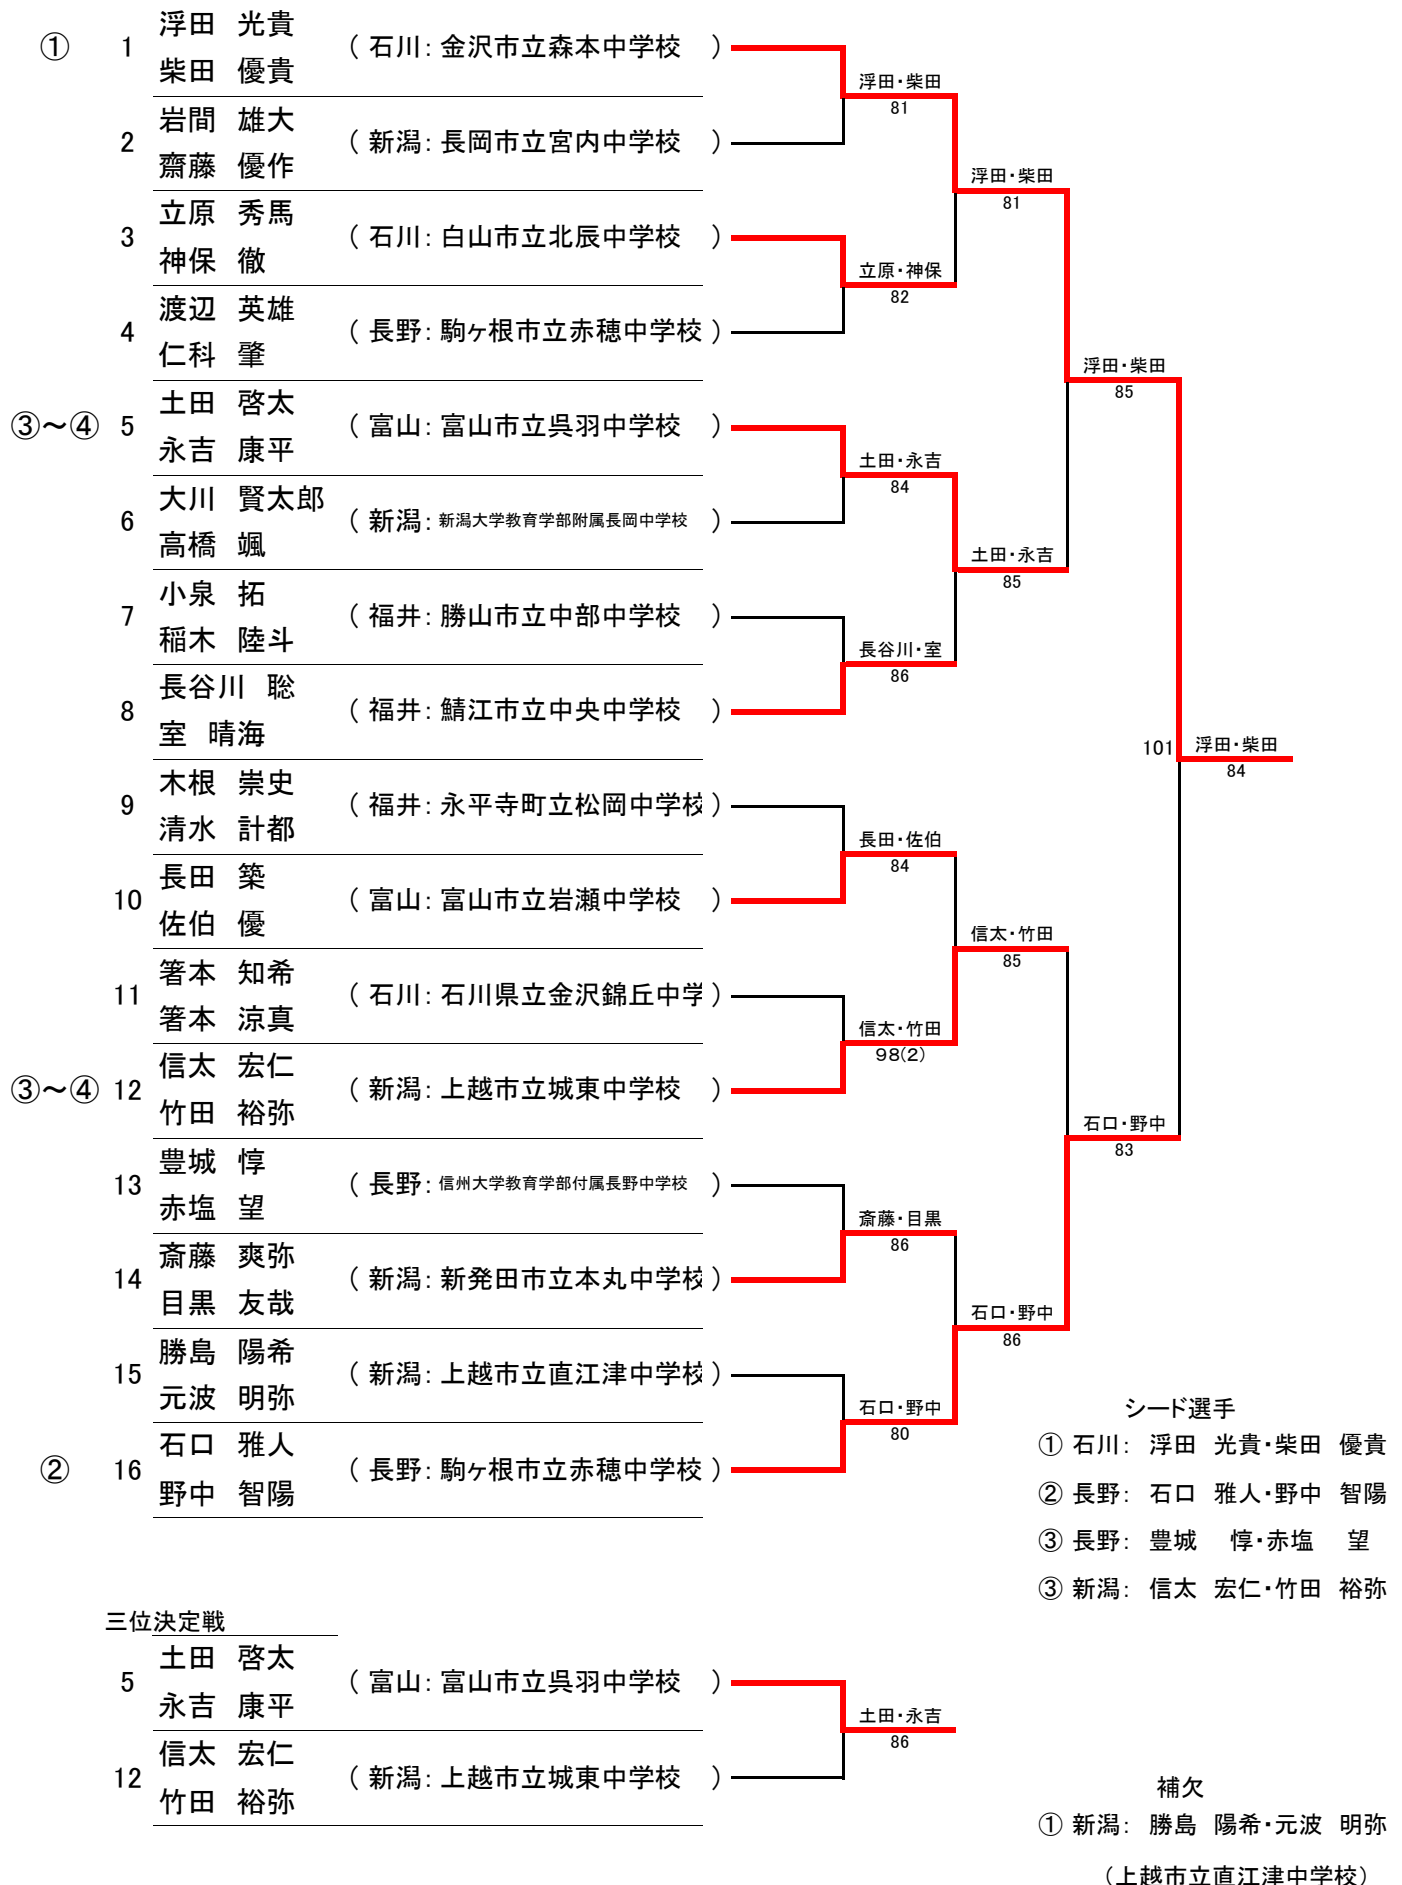 ① 1 浮田 光貴 柴田 優貴 ( 石川: 金沢市立森本中学校 )
浮田・柴田
81
2 岩間 雄大 齋藤 優作 ( 新潟: 長岡市立宮内中学校 )
浮田・柴田
81
3 立原 秀馬 神保 徹 ( 石川: 白山市立北辰中学校 )
立原・神保
82
4 渡辺 英雄 仁科 肇 ( 長野: 駒ヶ根市立赤穂中学校 )
浮田・柴田
85
③～④ 5 土田 啓太 永吉 康平 ( 富山: 富山市立呉羽中学校 )
土田・永吉
84
6 大川 賢太郎 高橋 颯 ( 新潟: 新潟大学教育学部附属長岡中学校 )
土田・永吉
85
7 小泉 拓 稲木 陸斗 ( 福井: 勝山市立中部中学校 )
長谷川・室
86
8 長谷川 聡 室 晴海 ( 福井: 鯖江市立中央中学校 )
101 浮田・柴田
84
9 木根 崇史 清水 計都 ( 福井: 永平寺町立松岡中学校 )
長田・佐伯
84
10 長田 築 佐伯 優 ( 富山: 富山市立岩瀬中学校 )
信太・竹田
85
11 箸本 知希 箸本 涼真 ( 石川: 石川県立金沢錦丘中学 )
信太・竹田
98(2)
③～④ 12 信太 宏仁 竹田 裕弥 ( 新潟: 上越市立城東中学校 )
石口・野中
83
13 豊城 惇 赤塩 望 ( 長野: 信州大学教育学部付属長野中学校 )
斎藤・目黒
86
14 斎藤 爽弥 目黒 友哉 ( 新潟: 新発田市立本丸中学校 )
石口・野中
86
15 勝島 陽希 元波 明弥 ( 新潟: 上越市立直江津中学校 )
石口・野中
80
② 16 石口 雅人 野中 智陽 ( 長野: 駒ヶ根市立赤穂中学校 )
シード選手
① 石川: 浮田 光貴・柴田 優貴
② 長野: 石口 雅人・野中 智陽
③ 長野: 豊城 惇・赤塩 望
③ 新潟: 信太 宏仁・竹田 裕弥
三位決定戦
5 土田 啓太 永吉 康平 ( 富山: 富山市立呉羽中学校 )
土田・永吉
86
12 信太 宏仁 竹田 裕弥 ( 新潟: 上越市立城東中学校 )
補欠
① 新潟: 勝島 陽希・元波 明弥
(上越市立直江津中学校)